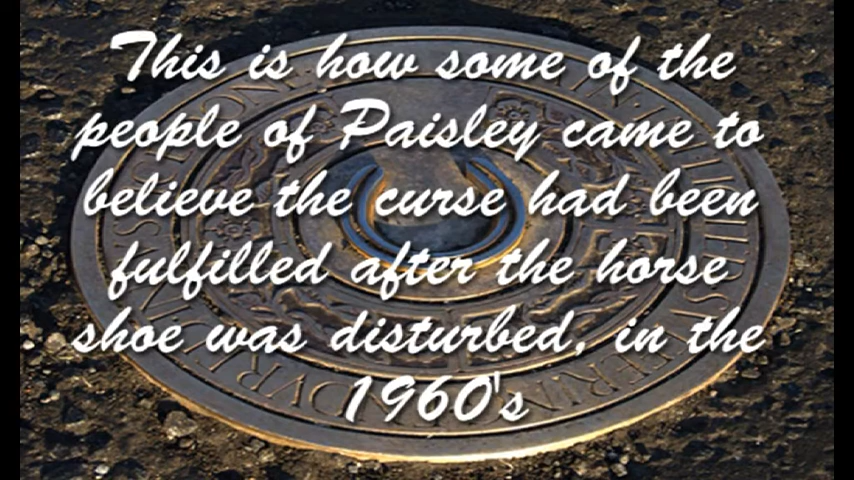 This is how some of the
people of Paisley came to
believe the curse had been
fulfilled after the horse
shoe was disturbed, in the
1960's